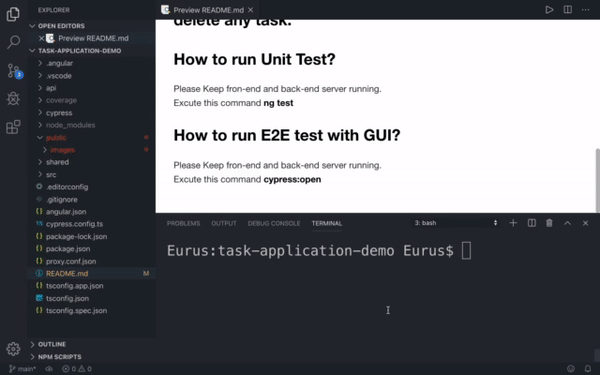 EXPLORER
OPEN EDITORS
Preview README.md
TASK-APPLICATION-DEMO
.angular
.vscode
api
coverage
cypress
node_modules
public
images
shared
src
.editorconfig
.gitignore
angular.json
cypress.config.ts
package-lock.json
package.json
proxy.conf.json
README.md M
tsconfig.app.json
tsconfig.json
tsconfig.spec.json
OUTLINE
NPM SCRIPTS
Preview README.md
delete any task.
How to run Unit Test?
Please Keep fron-end and back-end server running.
Excute this command ng test
How to run E2E test with GUI?
Please Keep fron-end and back-end server running.
Excute this command cypress:open
PROBLEMS OUTPUT DEBUG CONSOLE TERMINAL 3: bash
Eurus:task-application-demo Eurus$
3
main* 0 0